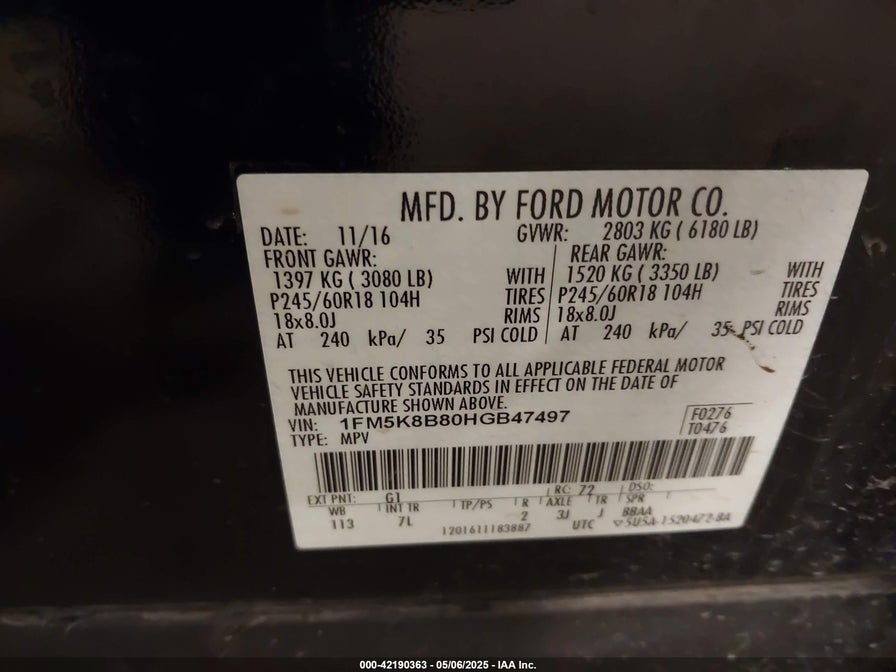 MFD. BY FORD MOTOR CO.
DATE: 11/16 GVWR: 2803 KG ( 6180 LB)
FRONT GAWR: REAR GAWR:
1397 KG ( 3080 LB) WITH 1520 KG ( 3350 LB) WITH
P245/60R18 104H TIRES P245/60R18 104H TIRES
18x8.0J RIMS 18x8.0J RIMS
AT 240 kPa/ 35 PSI COLD AT 240 kPa/ 35 PSI COLD
THIS VEHICLE CONFORMS TO ALL APPLICABLE FEDERAL MOTOR
VEHICLE SAFETY STANDARDS IN EFFECT ON THE DATE OF
MANUFACTURE SHOWN ABOVE.
VIN: 1FM5K8B80HGB47497 F0276
TYPE: MPV T0476
EXT PNT: G1 RC: 72 DSO:
WB INT TR TP/PS R AXLE TR SPR
113 7L 2 3J J BBAA
1201611183887 UTC 5U5A-1520472-BA
000-42190363 - 05/06/2025 - IAA Inc.